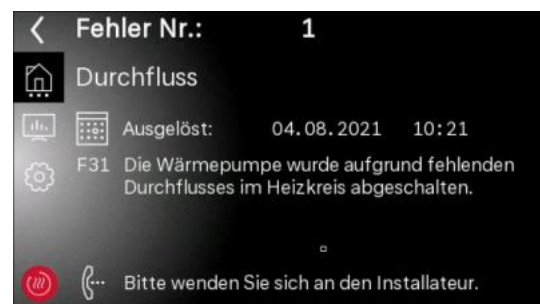 Fehler Nr.: 1
Durchfluss
Ausgelöst: 04.08.2021 10:21
F31 Die Wärmepumpe wurde aufgrund fehlenden
Durchflusses im Heizkreis abgeschalten.
Bitte wenden Sie sich an den Installateur.